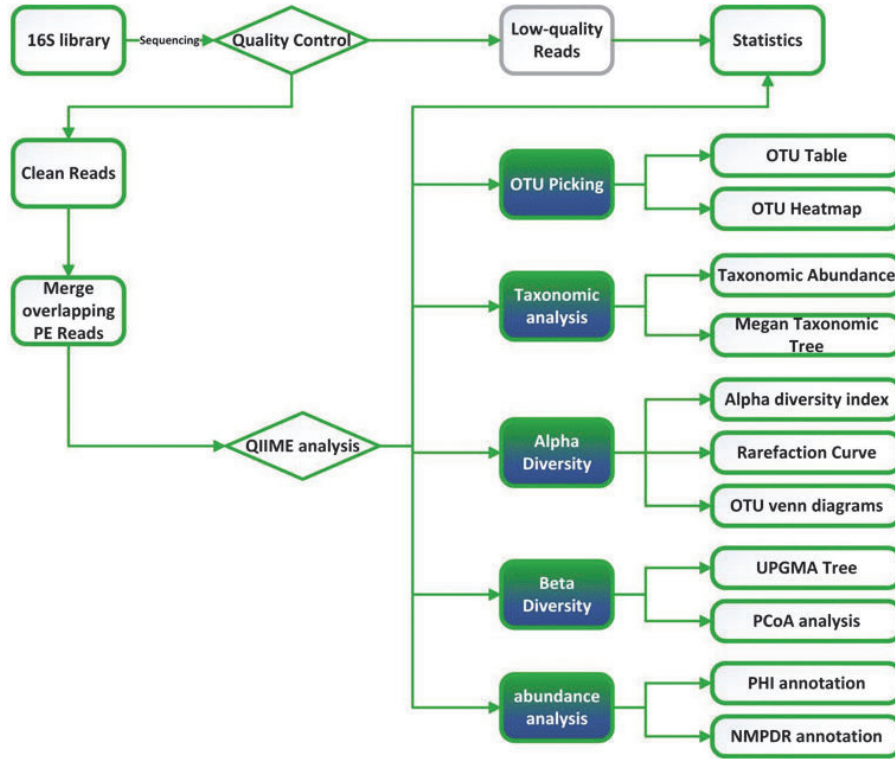 16S library
Sequencing
Quality Control
Low-quality
Reads
Statistics
Clean Reads
OTU Picking
OTU Table
OTU Heatmap
Merge
overlapping
PE Reads
Taxonomic
analysis
Taxonomic Abundance
Megan Taxonomic
Tree
QIIME analysis
Alpha
Diversity
Alpha diversity index
Rarefaction Curve
OTU venn diagrams
Beta
Diversity
UPGMA Tree
PCoA analysis
abundance
analysis
PHI annotation
NMPDR annotation